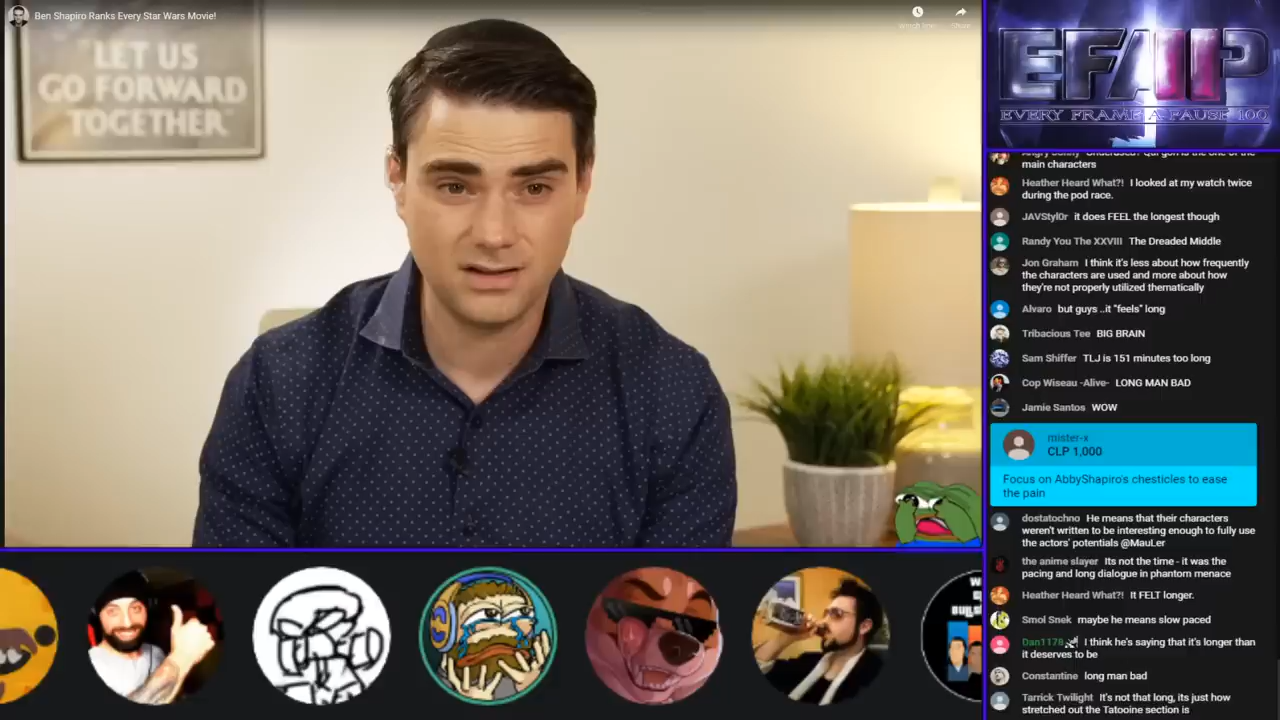 Ben Shapiro Ranks Every Star Wars Movie!
Share
"LET US
GO FORWARD
TOGETHER"
EFAP
EVERY FRAME A PAUSE 100
main characters
Heather Heard What?! I looked at my watch twice
during the pod race.
JAVStyl0r it does FEEL the longest though
Randy You The XXVIII The Dreaded Middle
Jon Graham I think it's less about how frequently
the characters are used and more about how
they're not properly utilized thematically
Alvaro but guys ..it "feels" long
Tribacious Tee BIG BRAIN
Sam Shiffer TLJ is 151 minutes too long
Cop Wiseau -Alive- LONG MAN BAD
Jamie Santos WOW
mister-x
CLP 1,000
Focus on AbbyShapiro's chesticles to ease
the pain
dostatochno He means that their characters
weren't written to be interesting enough to fully use
the actors' potentials @MauLer
the anime slayer Its not the time - it was the
pacing and long dialogue in phantom menace
Heather Heard What?! It FELT longer.
Smol Snek maybe he means slow paced
Dan1178 I think he's saying that it's longer than
it deserves to be
Constantine long man bad
Tarrick Twilight It's not that long, its just how
stretched out the Tatooine section is